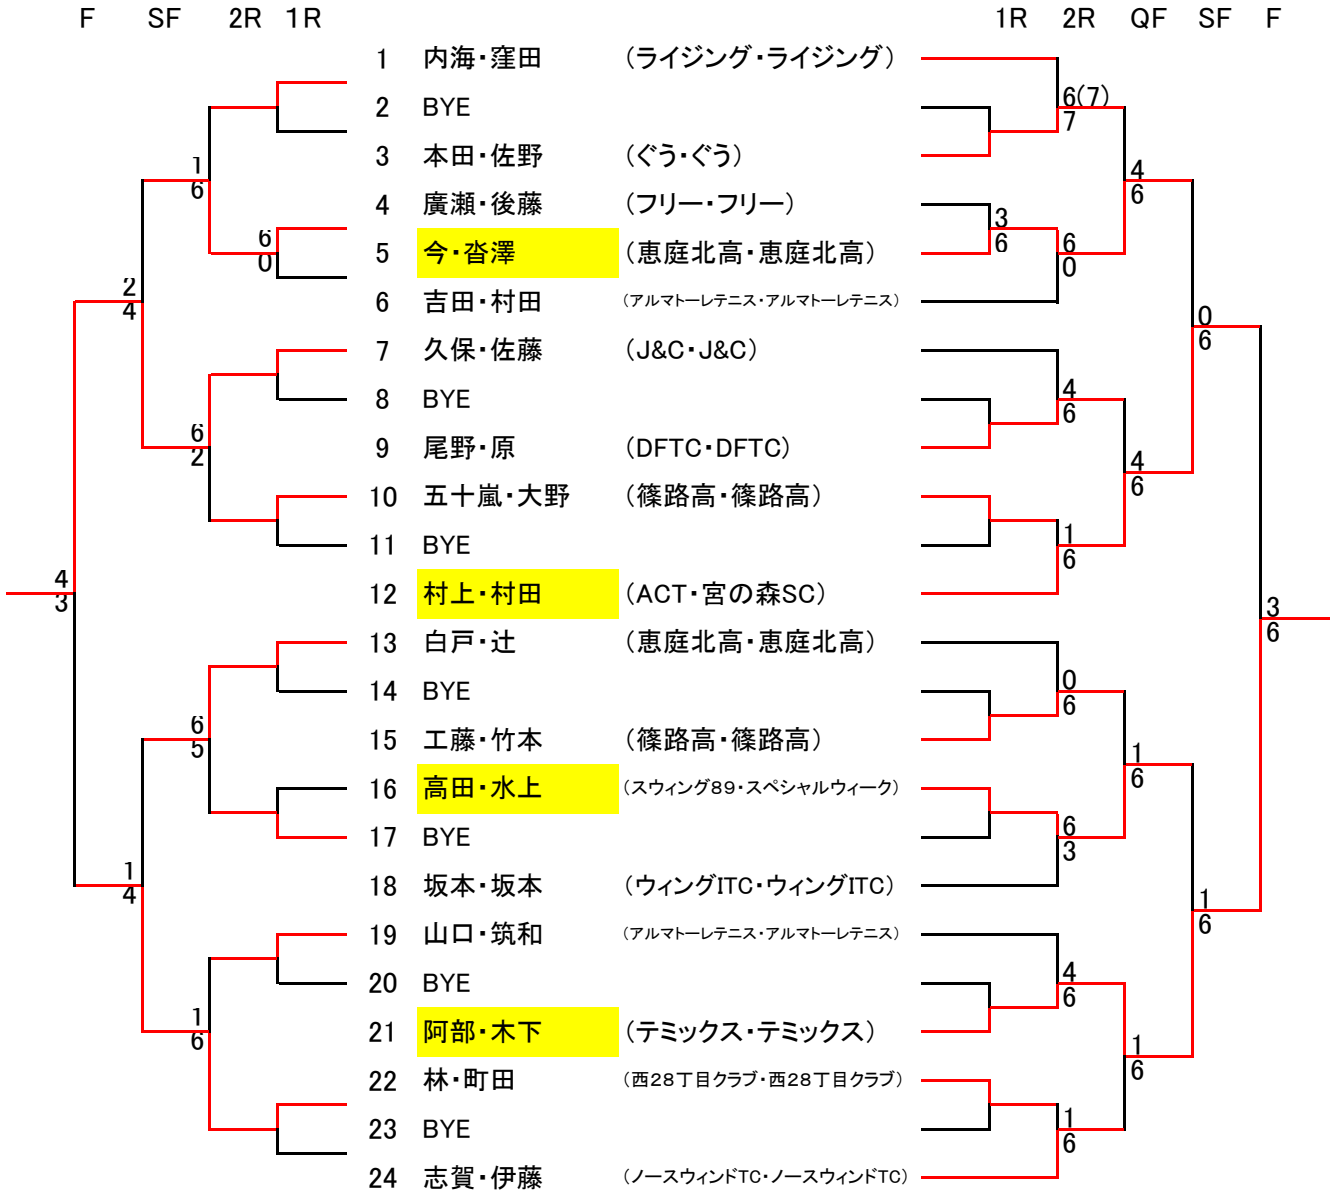 F SF 2R 1R 1R 2R QF SF F
1 内海・窪田 (ライジング・ライジング)
2 BYE 6(7)
7
3 本田・佐野 (ぐう・ぐう)
1 4
6 6
4 廣瀬・後藤 (フリー・フリー)
3
6 6 6
5 今・沓澤 (恵庭北高・恵庭北高)
0 0
2
6 吉田・村田 (アルマトーレテニス・アルマトーレテニス)
4 0
6
7 久保・佐藤 (J&C・J&C)
4
8 BYE
6
6
9 尾野・原 (DFTC・DFTC)
2 4
6
10 五十嵐・大野 (篠路高・篠路高)
1
11 BYE
6
4
12 村上・村田 (ACT・宮の森SC)
3 3
6
13 白戸・辻 (恵庭北高・恵庭北高)
0
14 BYE
6
6
15 工藤・竹本 (篠路高・篠路高)
5 1
6
16 高田・水上 (スウィング89・スペシャルウィーク)
6
17 BYE
3
1
18 坂本・坂本 (ウィングITC・ウィングITC)
4 1
6
19 山口・筑和 (アルマトーレテニス・アルマトーレテニス)
4
20 BYE
6
1
21 阿部・木下 (テミックス・テミックス)
6 1
6
22 林・町田 (西28丁目クラブ・西28丁目クラブ)
1
23 BYE
6
24 志賀・伊藤 (ノースウィンドTC・ノースウィンドTC)